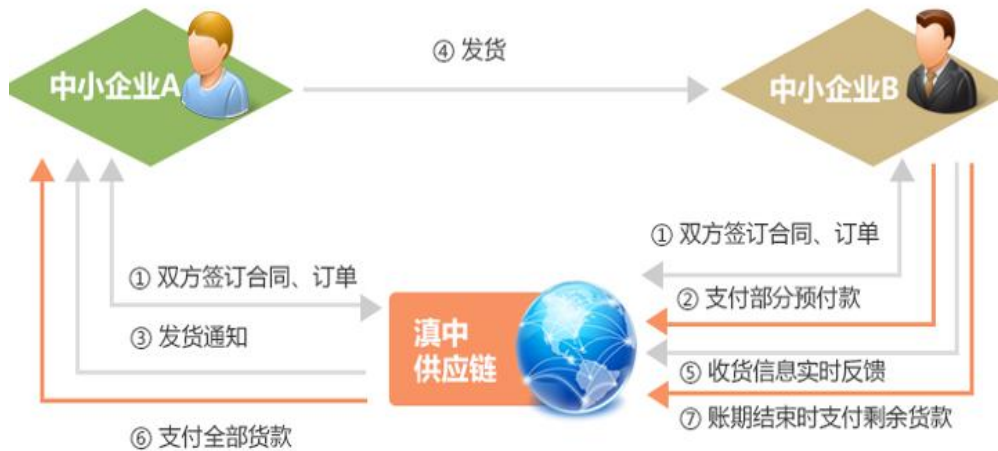 ④ 发货
中小企业A
中小企业B
① 双方签订合同、订单
① 双方签订合同、订单
② 支付部分预付款
③ 发货通知
滇中
供应链
⑤ 收货信息实时反馈
⑦ 账期结束时支付剩余货款
⑥ 支付全部货款